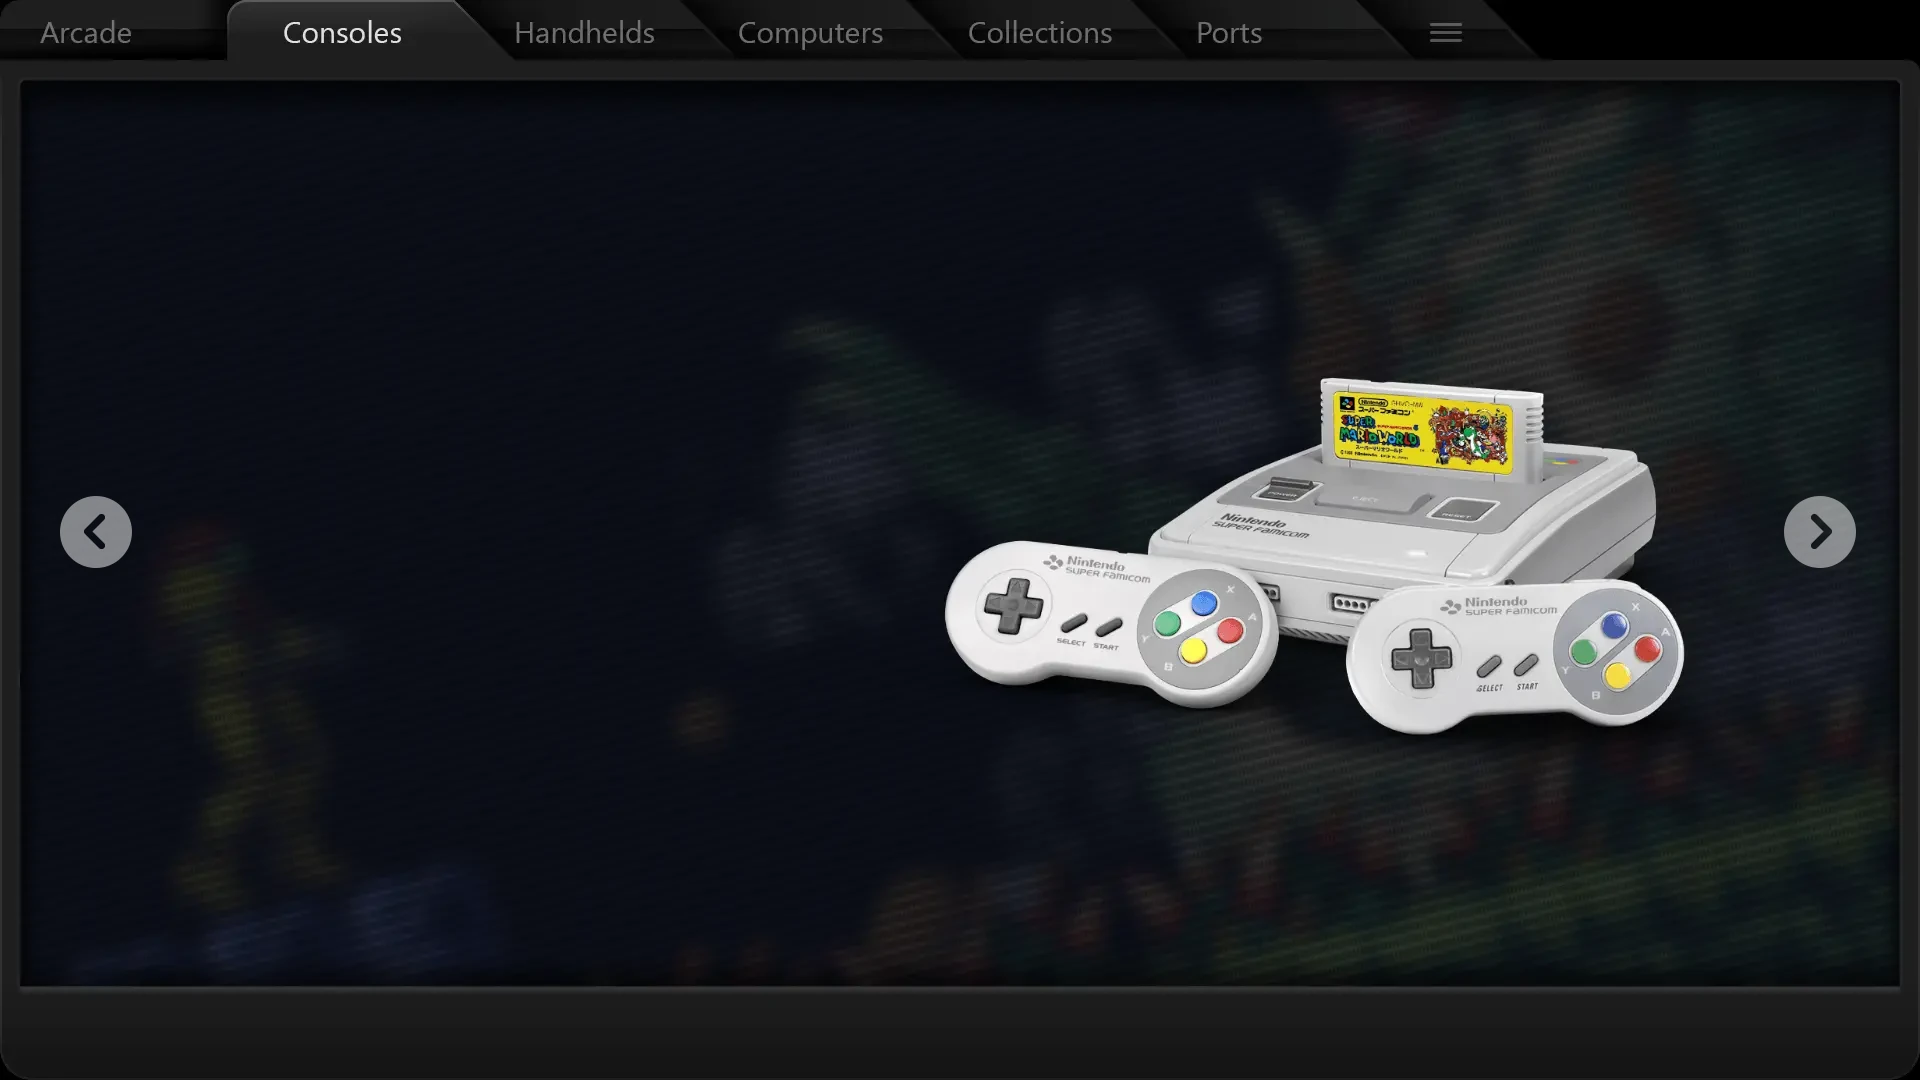 Arcade
Consoles
Handhelds
Computers
Collections
Ports
Nintendo
スーパーファミコン
SUPER
MARIO WORLD
スーパーマリオワールド
POWER
EJECT
RESET
Nintendo
SUPER FAMICOM
Nintendo
SUPER FAMICOM
X
A
Y
B
SELECT START
Nintendo
SUPER FAMICOM
X
A
Y
B
SELECT START